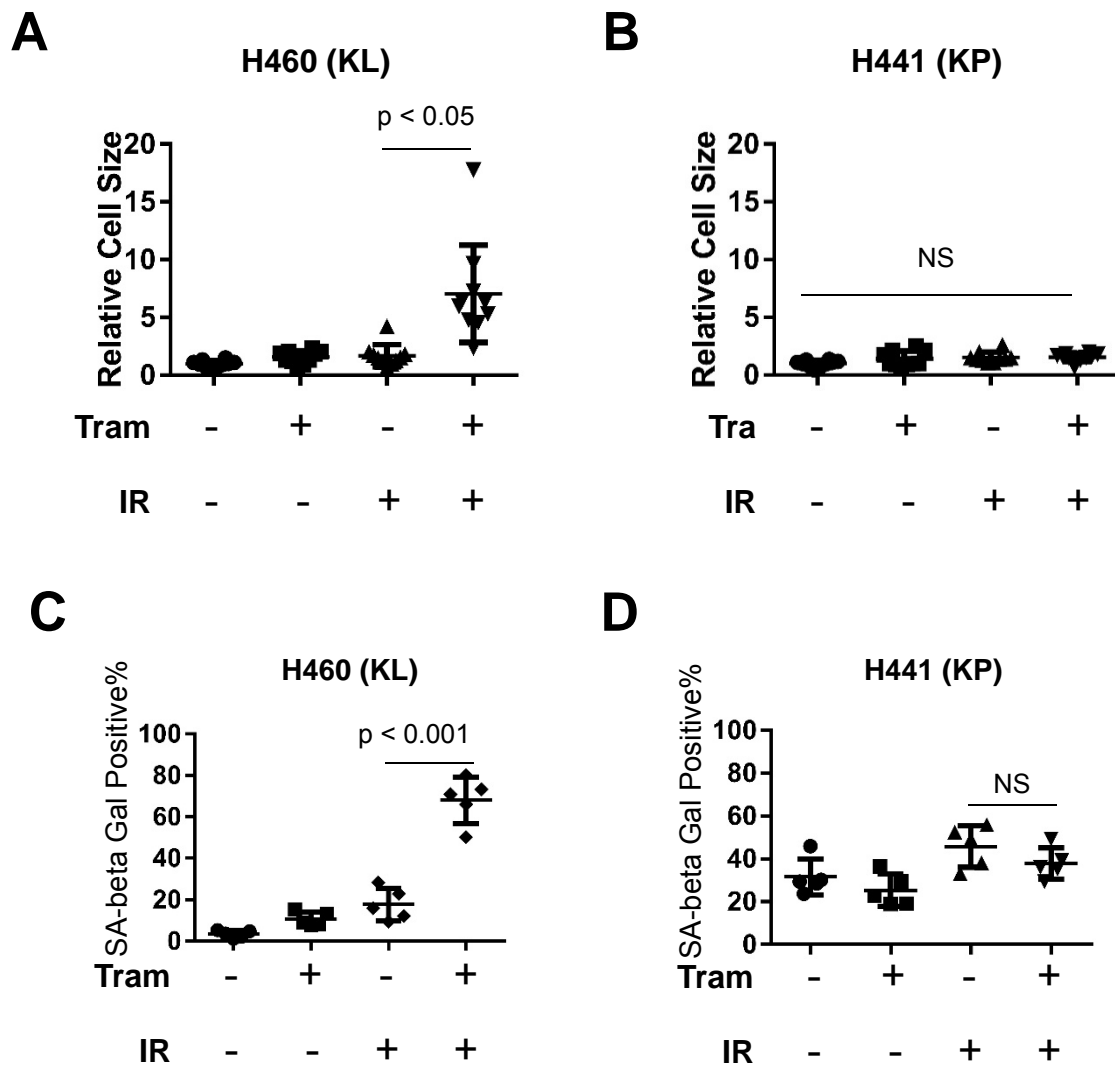 A
H460 (KL)
p < 0.05
Relative Cell Size
20
15
10
5
0
Tram - + - +
IR - - + +
B
H441 (KP)
NS
Relative Cell Size
20
15
10
5
0
Tra - + - +
IR - - + +
C
H460 (KL)
p < 0.001
SA-beta Gal Positive%
100
80
60
40
20
0
Tram - + - +
IR - - + +
D
H441 (KP)
NS
SA-beta Gal Positive%
100
80
60
40
20
0
Tram - + - +
IR - - + +